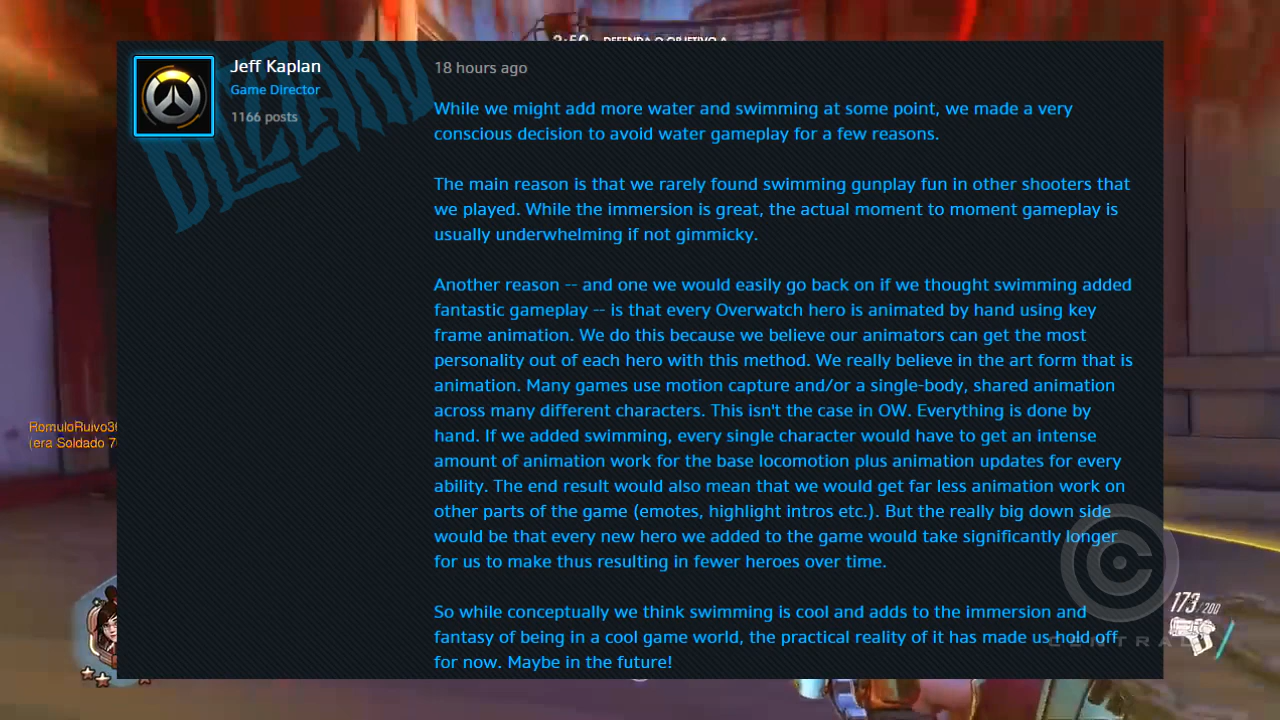 2:50 DEFENDA O OBJETIVO A
BLIZZARD
Jeff Kaplan
Game Director
1166 posts
18 hours ago
While we might add more water and swimming at some point, we made a very
conscious decision to avoid water gameplay for a few reasons.
The main reason is that we rarely found swimming gunplay fun in other shooters that
we played. While the immersion is great, the actual moment to moment gameplay is
usually underwhelming if not gimmicky.
Another reason -- and one we would easily go back on if we thought swimming added
fantastic gameplay -- is that every Overwatch hero is animated by hand using key
frame animation. We do this because we believe our animators can get the most
personality out of each hero with this method. We really believe in the art form that is
animation. Many games use motion capture and/or a single-body, shared animation
across many different characters. This isn't the case in OW. Everything is done by
hand. If we added swimming, every single character would have to get an intense
amount of animation work for the base locomotion plus animation updates for every
ability. The end result would also mean that we would get far less animation work on
other parts of the game (emotes, highlight intros etc.). But the really big down side
would be that every new hero we added to the game would take significantly longer
for us to make thus resulting in fewer heroes over time.
So while conceptually we think swimming is cool and adds to the immersion and
fantasy of being in a cool game world, the practical reality of it has made us hold off
for now. Maybe in the future!
RomuloRuivo3
(era Soldado 7
173/200
CENTRAL